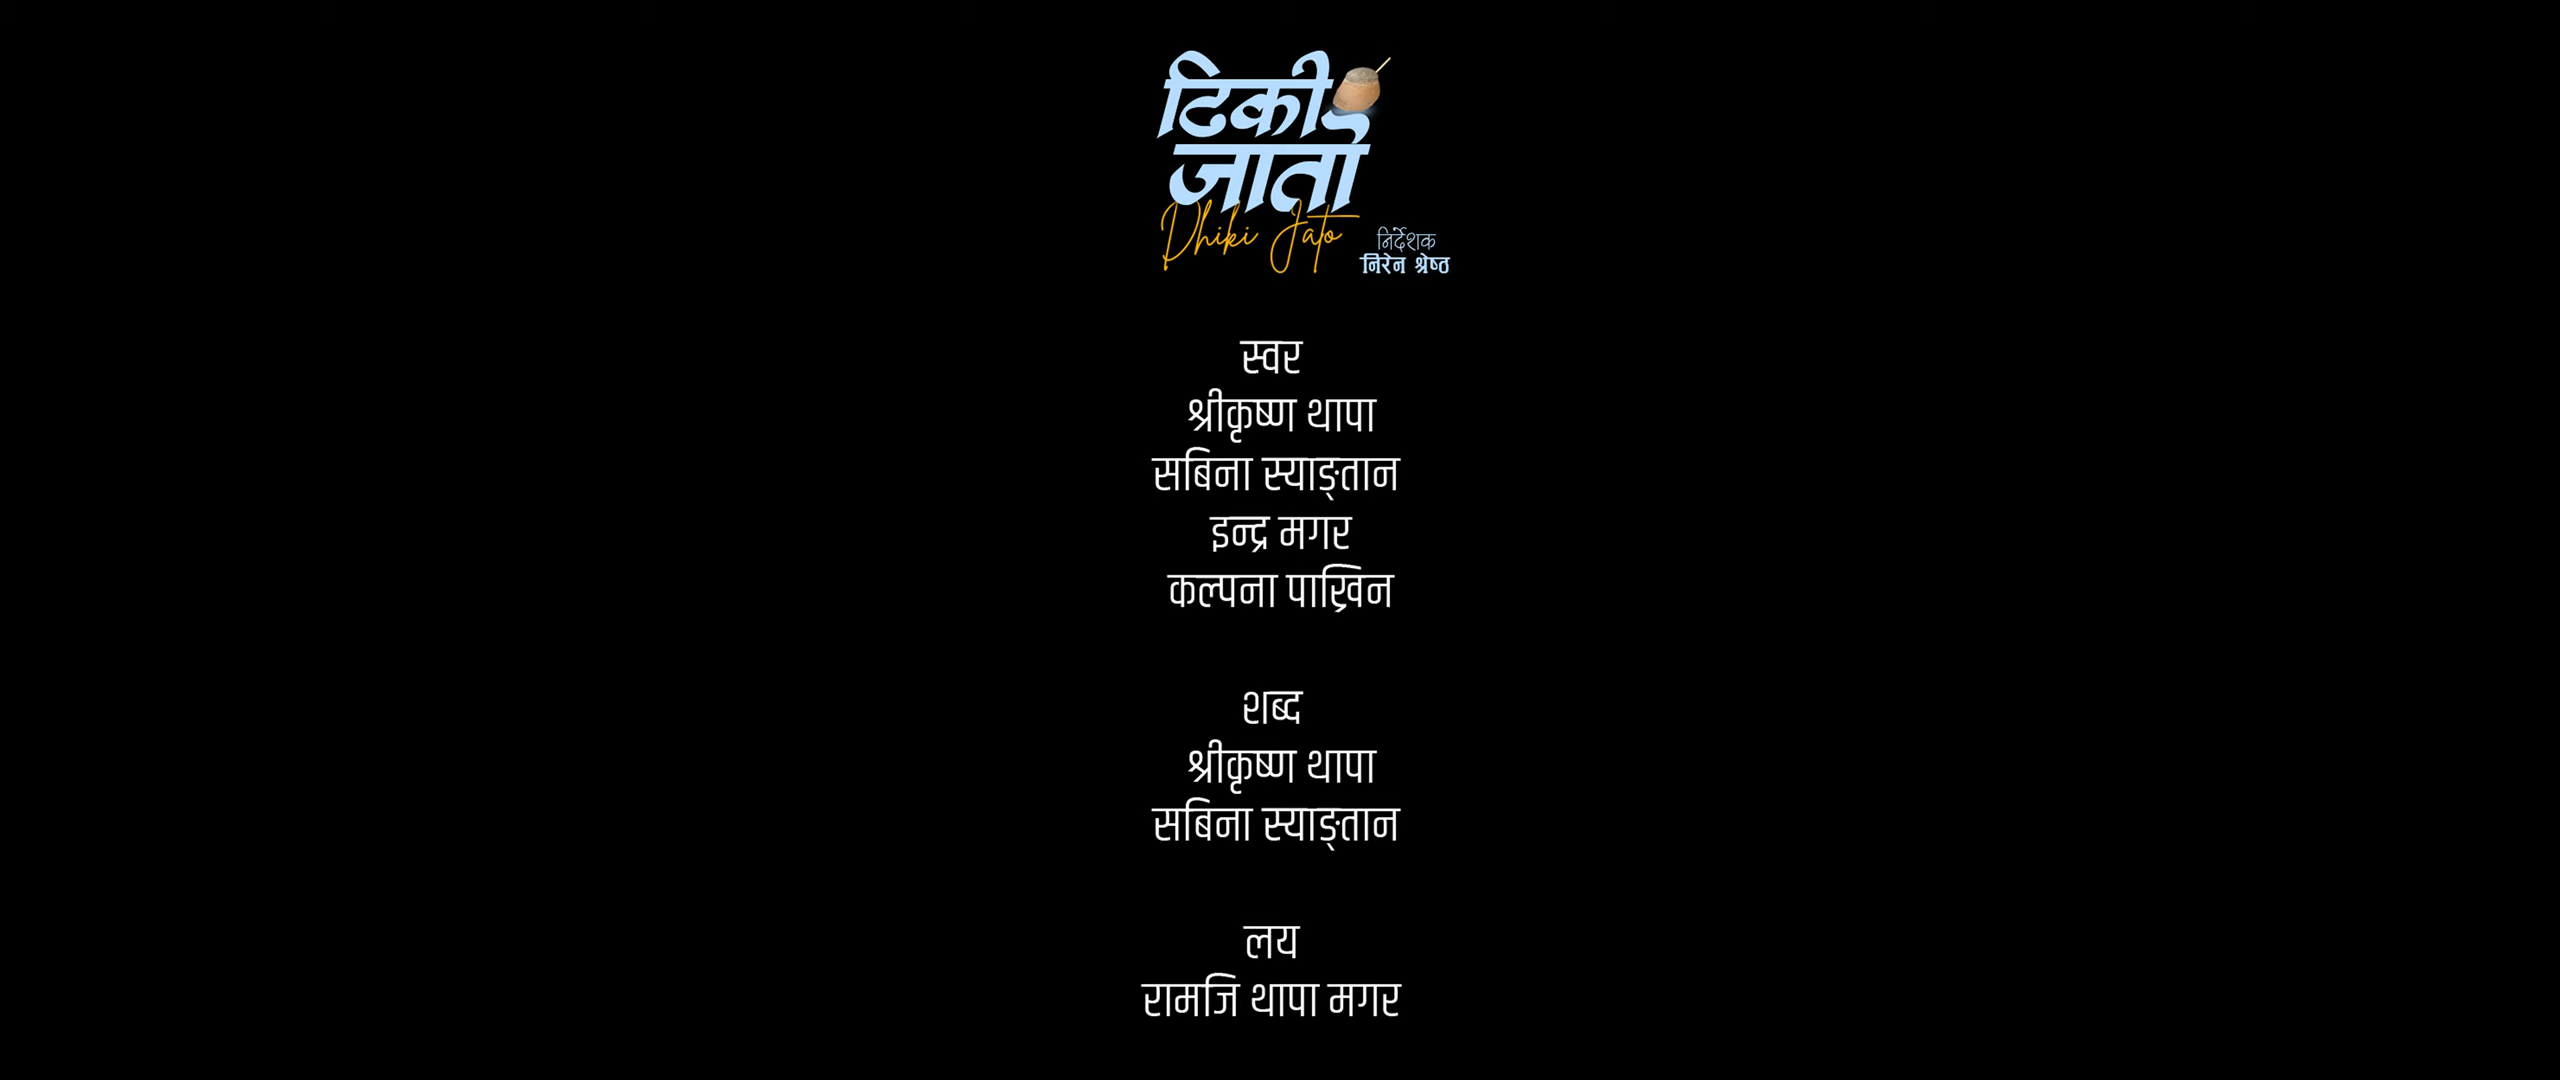 ढिकी
जाँतो
Dhiki Jato
निर्देशक
निरेन श्रेष्ठ
स्वर
श्रीकृष्ण थापा
सबिना स्याङ्तान
इन्द्र मगर
कल्पना पाख्रिन
शब्द
श्रीकृष्ण थापा
सबिना स्याङ्तान
लय
रामजि थापा मगर